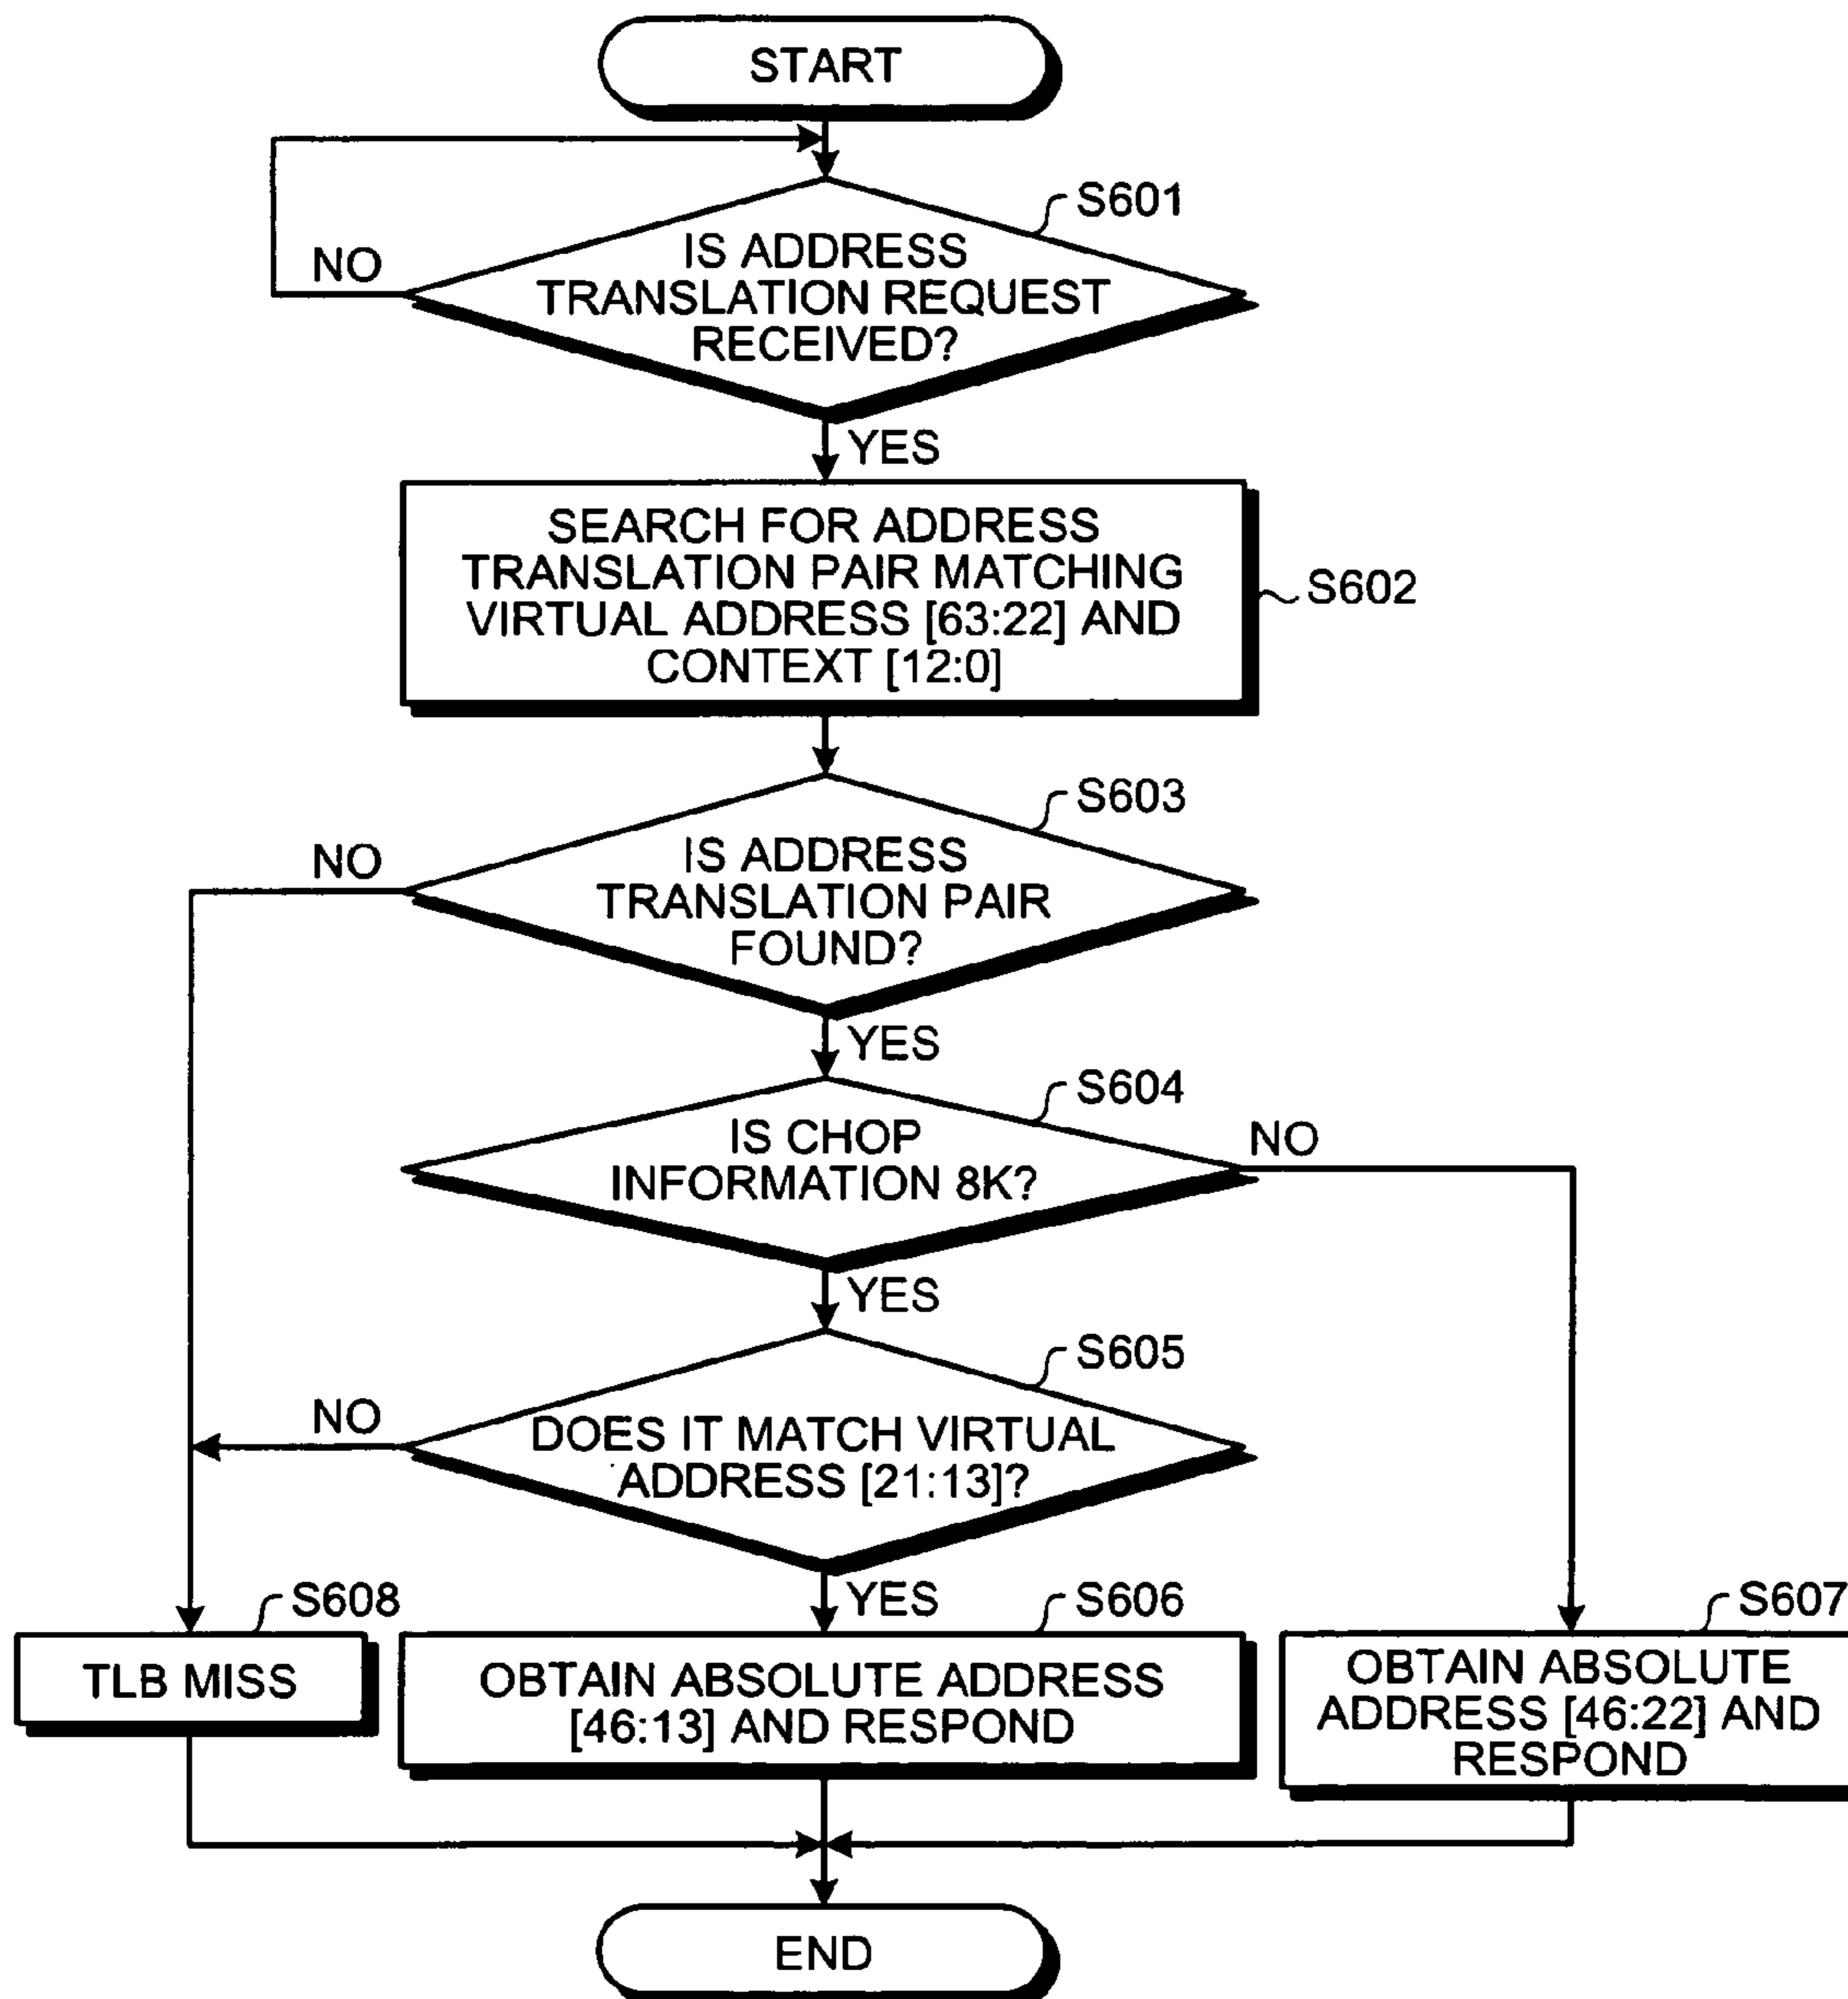 START
S601
NO
IS ADDRESS
TRANSLATION REQUEST
RECEIVED?
YES
SEARCH FOR ADDRESS
TRANSLATION PAIR MATCHING
VIRTUAL ADDRESS [63:22] AND
CONTEXT [12:0]
S602
S603
NO
IS ADDRESS
TRANSLATION PAIR
FOUND?
YES
S604
IS CHOP
INFORMATION 8K?
NO
YES
S605
NO
DOES IT MATCH VIRTUAL
ADDRESS [21:13]?
YES
S608
TLB MISS
S606
OBTAIN ABSOLUTE ADDRESS
[46:13] AND RESPOND
S607
OBTAIN ABSOLUTE
ADDRESS [46:22] AND
RESPOND
END